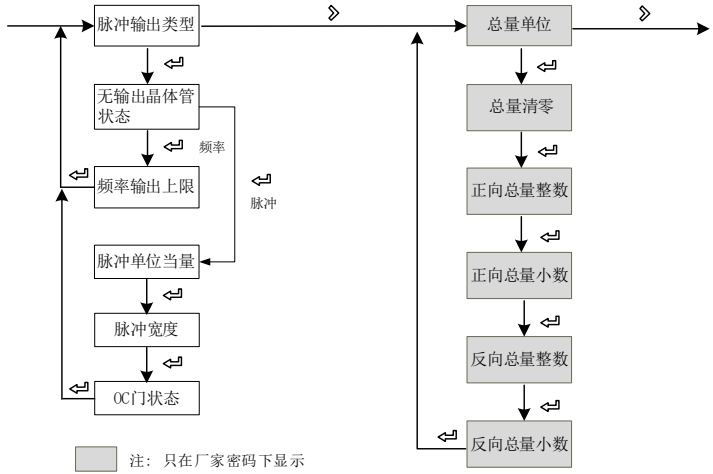 脉冲输出类型
无输出晶体管
状态
频率
频率输出上限
脉冲
脉冲单位当量
脉冲宽度
OC门状态
总量单位
总量清零
正向总量整数
正向总量小数
反向总量整数
反向总量小数
注：只在厂家密码下显示